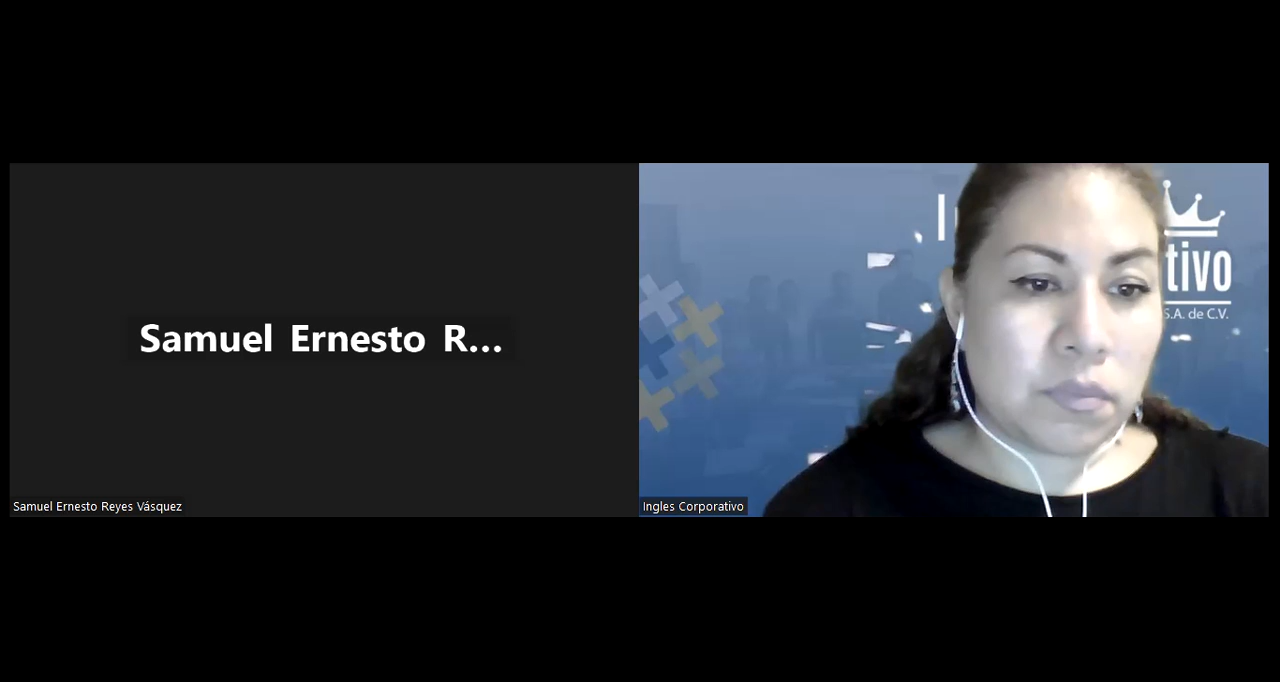 Samuel Ernesto R...
Samuel Ernesto Reyes Vásquez
tivo
S.A. de C.V.
Ingles Corporativo